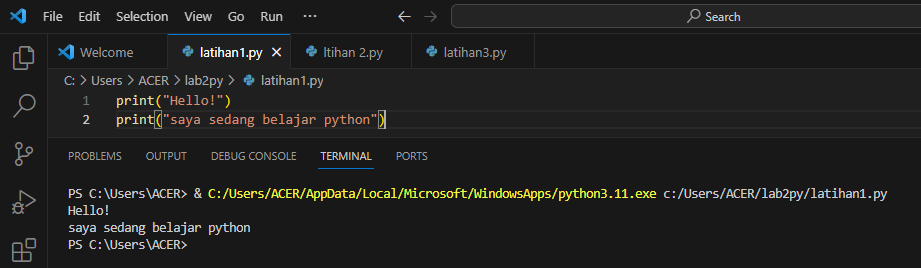 File Edit Selection View Go Run ··· ← → Search
Welcome latihan1.py × ltihan 2.py latihan3.py
C: > Users > ACER > lab2py > latihan1.py
1 print("Hello!")
2 print("saya sedang belajar python")
PROBLEMS OUTPUT DEBUG CONSOLE TERMINAL PORTS
PS C:\Users\ACER> & C:/Users/ACER/AppData/Local/Microsoft/WindowsApps/python3.11.exe c:/Users/ACER/lab2py/latihan1.py
Hello!
saya sedang belajar python
PS C:\Users\ACER>